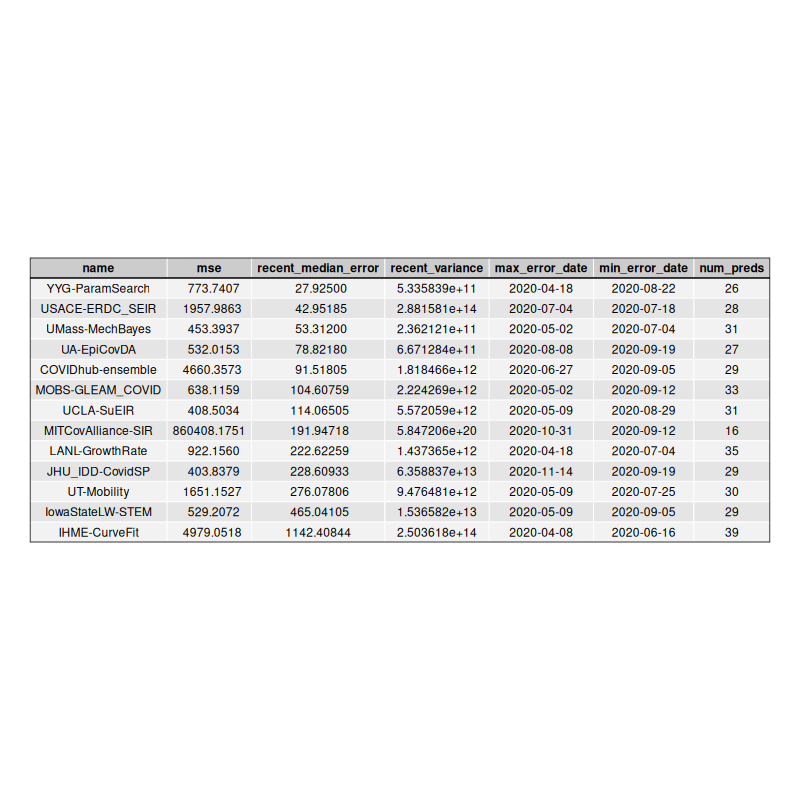 name mse recent_median_error recent_variance max_error_date min_error_date num_preds
YYG-ParamSearch 773.7407 27.92500 5.335839e+11 2020-04-18 2020-08-22 26
USACE-ERDC_SEIR 1957.9863 42.95185 2.881581e+14 2020-07-04 2020-07-18 28
UMass-MechBayes 453.3937 53.31200 2.362121e+11 2020-05-02 2020-07-04 31
UA-EpiCovDA 532.0153 78.82180 6.671284e+11 2020-08-08 2020-09-19 27
COVIDhub-ensemble 4660.3573 91.51805 1.818466e+12 2020-06-27 2020-09-05 29
MOBS-GLEAM_COVID 638.1159 104.60759 2.224269e+12 2020-05-02 2020-09-12 33
UCLA-SuEIR 408.5034 114.06505 5.572059e+12 2020-05-09 2020-08-29 31
MITCovAlliance-SIR 860408.1751 191.94718 5.847206e+20 2020-10-31 2020-09-12 16
LANL-GrowthRate 922.1560 222.62259 1.437365e+12 2020-04-18 2020-07-04 35
JHU_IDD-CovidSP 403.8379 228.60933 6.358837e+13 2020-11-14 2020-09-19 29
UT-Mobility 1651.1527 276.07806 9.476481e+12 2020-05-09 2020-07-25 30
IowaStateLW-STEM 529.2072 465.04105 1.536582e+13 2020-05-09 2020-09-05 29
IHME-CurveFit 4979.0518 1142.40844 2.503618e+14 2020-04-08 2020-06-16 39